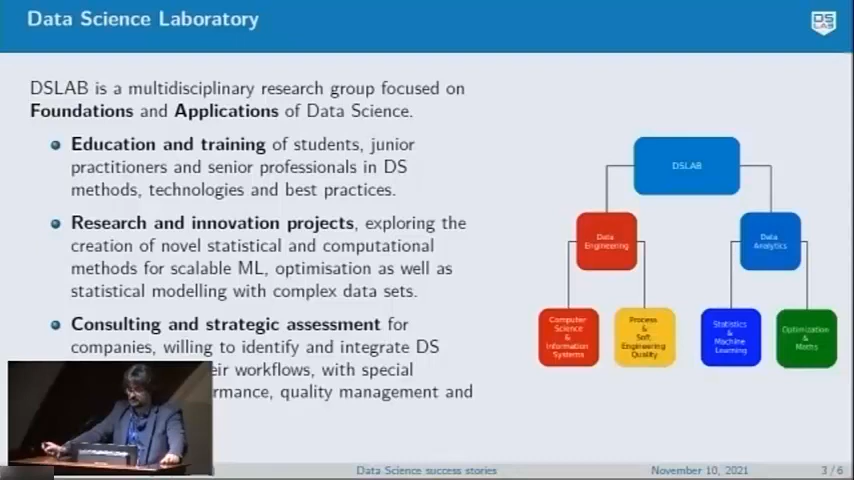 Data Science Laboratory
DS
LAB
DSLAB is a multidisciplinary research group focused on
Foundations and Applications of Data Science.
Education and training of students, junior
practitioners and senior professionals in DS
methods, technologies and best practices.
Research and innovation projects, exploring the
creation of novel statistical and computational
methods for scalable ML, optimisation as well as
statistical modelling with complex data sets.
Consulting and strategic assessment for
companies, willing to identify and integrate DS
eir workflows, with special
rmance, quality management and
DSLAB
Data
Engineering
Data
Analytics
Computer
Science
&
Information
Systems
Process
&
Soft
Engineering
Quality
Statistics
&
Machine
Learning
Optimization
&
Maths
Data Science success stories
November 10, 2021
3 / 6